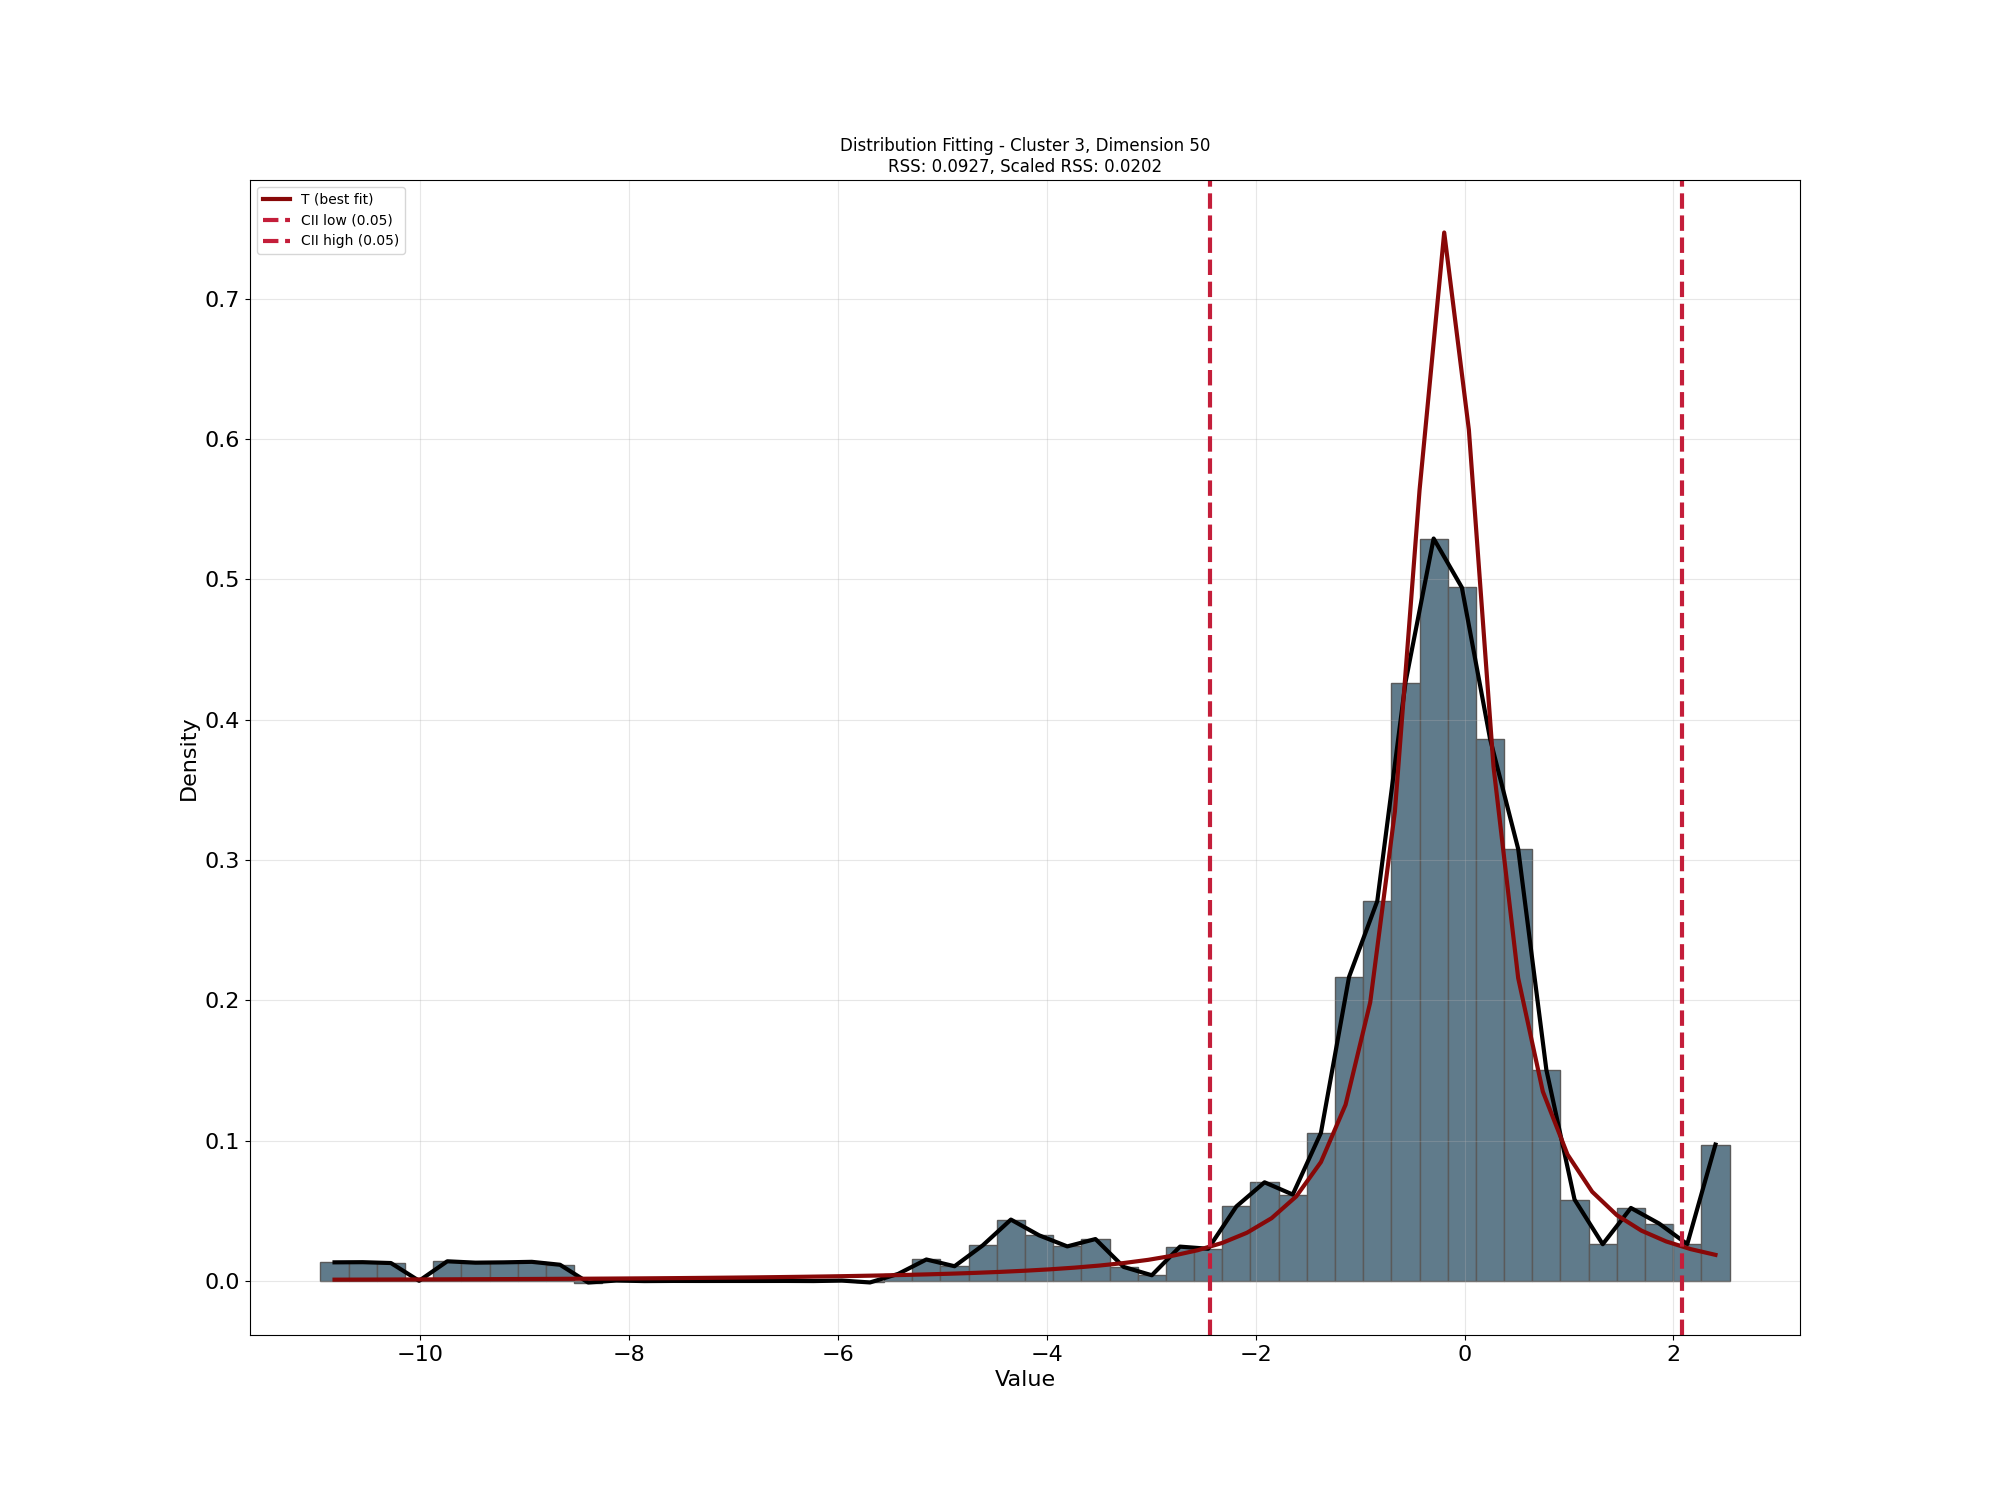 Distribution Fitting - Cluster 3, Dimension 50
RSS: 0.0927, Scaled RSS: 0.0202
T (best fit)
CII low (0.05)
CII high (0.05)
0.7
0.6
0.5
0.4
0.3
0.2
0.1
0.0
Density
−10 −8 −6 −4 −2 0 2
Value